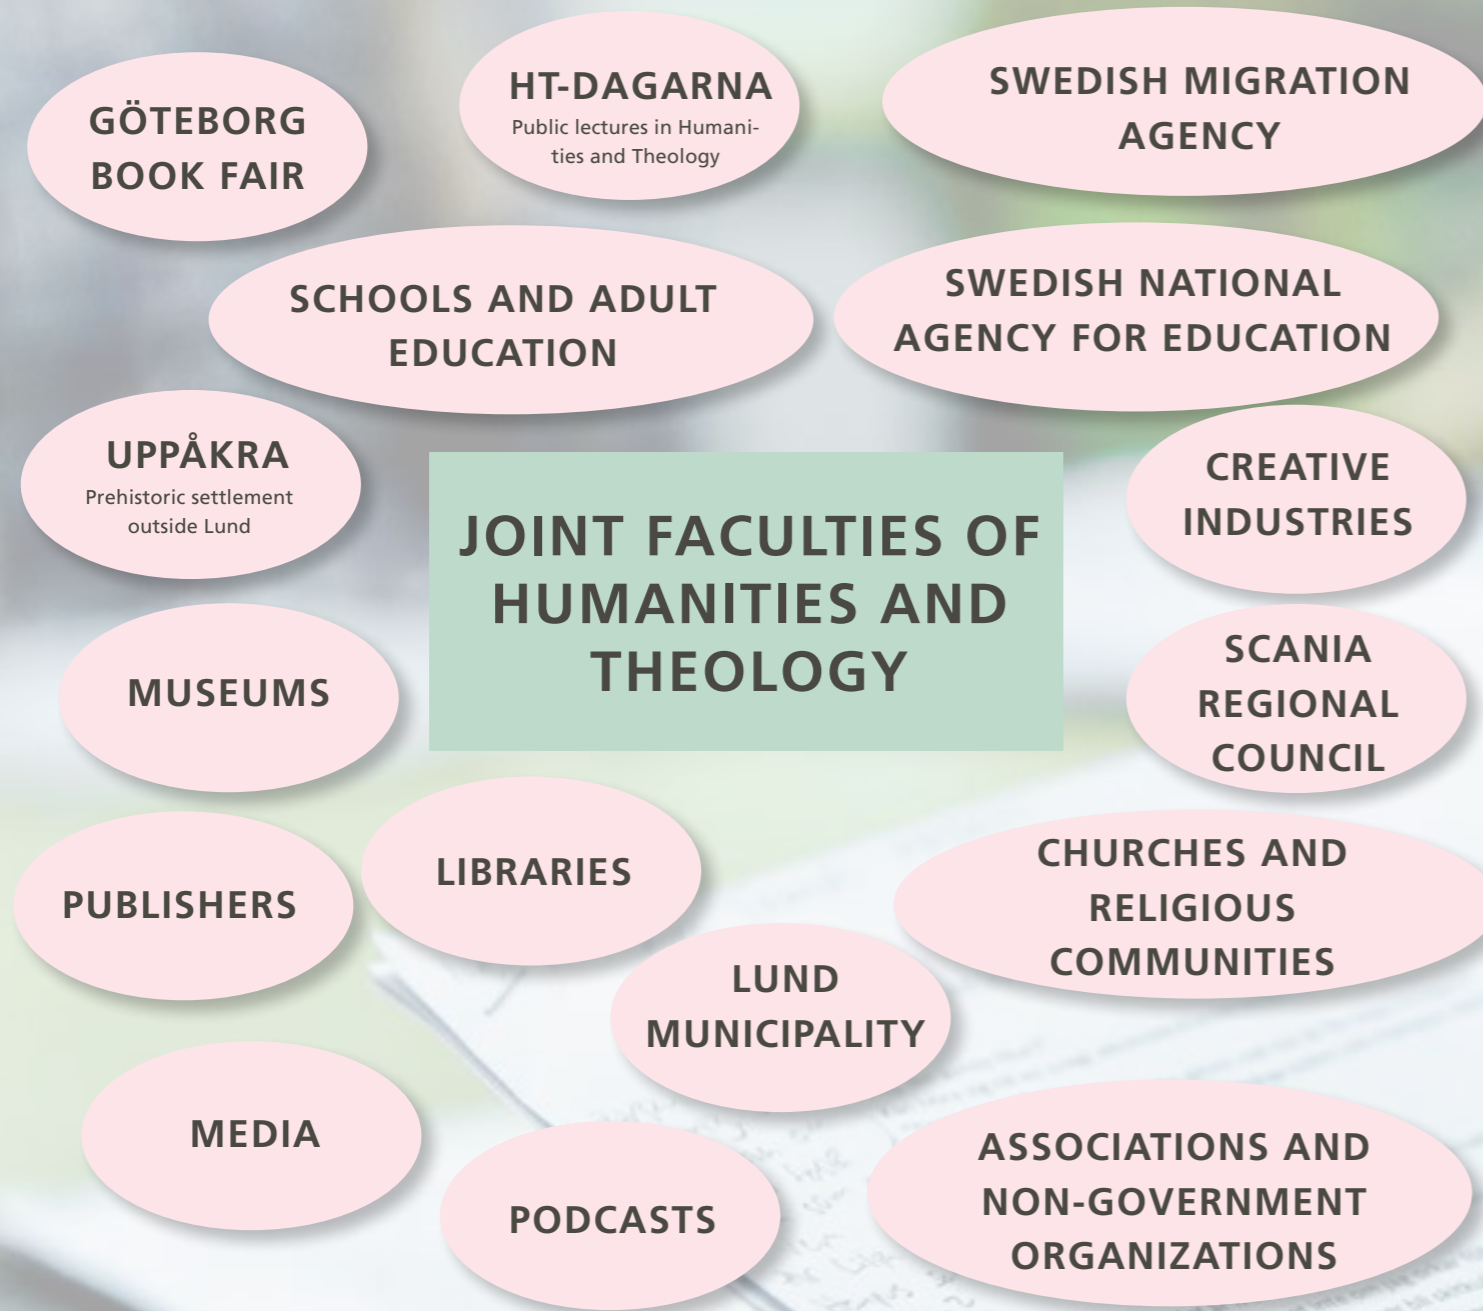 GÖTEBORG
BOOK FAIR
HT-DAGARNA
Public lectures in Humani-
ties and Theology
SWEDISH MIGRATION
AGENCY
SCHOOLS AND ADULT
EDUCATION
SWEDISH NATIONAL
AGENCY FOR EDUCATION
UPPÅKRA
Prehistoric settlement
outside Lund
JOINT FACULTIES OF
HUMANITIES AND
THEOLOGY
CREATIVE
INDUSTRIES
MUSEUMS
SCANIA
REGIONAL
COUNCIL
PUBLISHERS
LIBRARIES
CHURCHES AND
RELIGIOUS
COMMUNITIES
LUND
MUNICIPALITY
MEDIA
PODCASTS
ASSOCIATIONS AND
NON-GOVERNMENT
ORGANIZATIONS